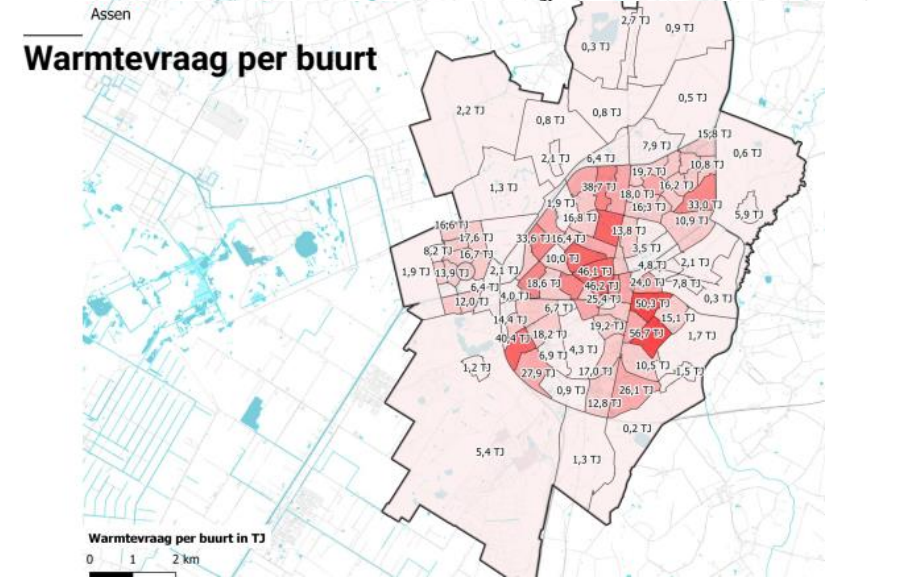 Assen
Warmtevraag per buurt
2,7 TJ
0,9 TJ
0,3 TJ
0,5 TJ
2,2 TJ
0,8 TJ
0,8 TJ
15,8 TJ
7,9 TJ
0,6 TJ
2,1 TJ
6,4 TJ
10,8 TJ
19,7 TJ
1,3 TJ
38,7 TJ
16,2 TJ
18,0 TJ
1,9 TJ
16,3 TJ
33,0 TJ
16,8 TJ
5,9 TJ
10,9 TJ
16,6 TJ
13,8 TJ
17,6 TJ
33,6 TJ
16,4 TJ
3,5 TJ
8,2 TJ
16,7 TJ
10,0 TJ
4,8 TJ
2,1 TJ
1,9 TJ
13,9 TJ
2,1 TJ
46,1 TJ
18,6 TJ
46,2 TJ
24,0 TJ
7,8 TJ
6,4 TJ
4,0 TJ
25,4 TJ
0,3 TJ
12,0 TJ
50,3 TJ
6,7 TJ
14,4 TJ
15,1 TJ
19,2 TJ
40,4 TJ
18,2 TJ
56,7 TJ
1,7 TJ
6,9 TJ
4,3 TJ
1,2 TJ
10,5 TJ
27,9 TJ
17,0 TJ
1,5 TJ
0,9 TJ
26,1 TJ
12,8 TJ
0,2 TJ
5,4 TJ
1,3 TJ
Warmtevraag per buurt in TJ
0 1 2 km